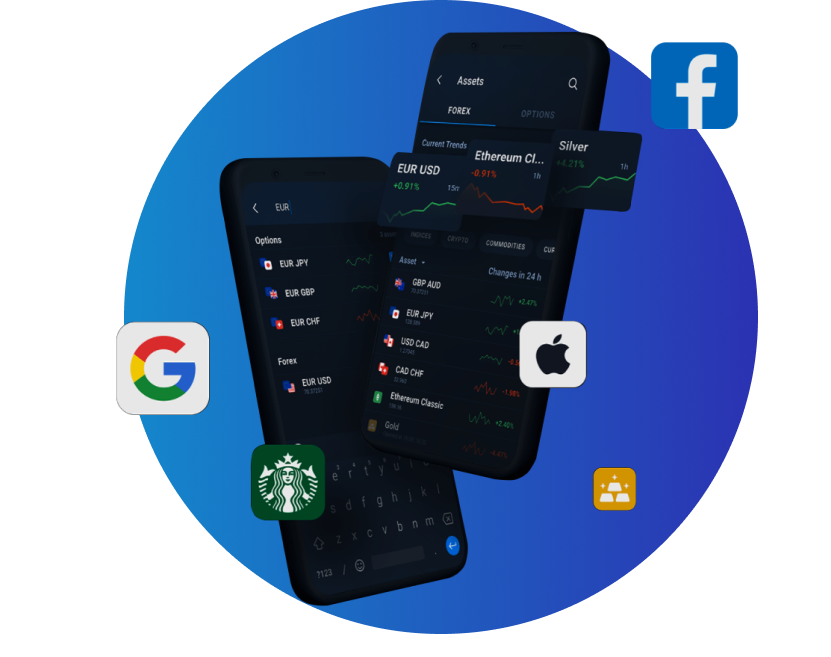 Assets
FOREX
OPTIONS
Current Trends
EUR USD
+0.91%
15m
Ethereum Cl...
-0.91%
1h
Silver
+4.21%
1h
INDICES
CRYPTO
COMMODITIES
CUR
Asset
Changes in 24 h
GBP AUD
+2.47%
EUR JPY
USD CAD
CAD CHF
-1.98%
Ethereum Classic
+2.40%
Gold
EUR
Options
EUR JPY
EUR GBP
EUR CHF
Forex
EUR USD
e r t y u i
s d f g h j k l
z x c v b n m
?123 / .